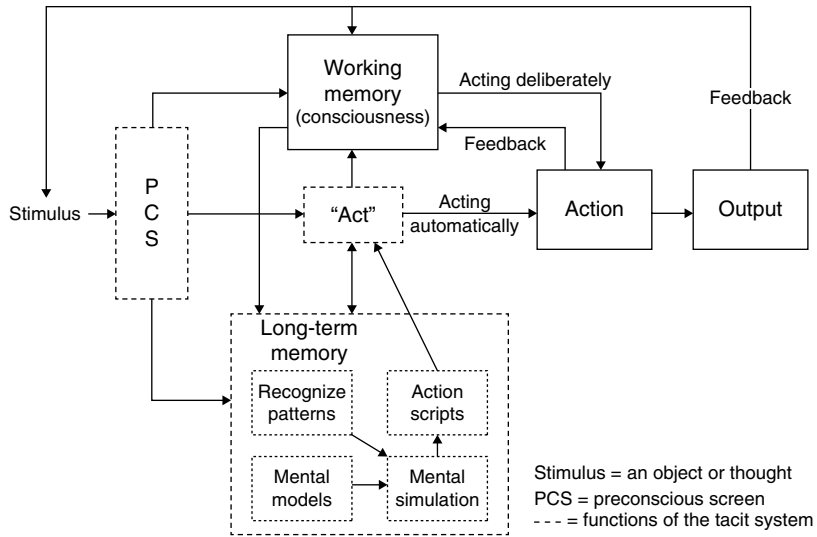 Working
memory
(consciousness)
Acting deliberately
Feedback
Feedback
P
C
S
Stimulus
“Act”
Acting
automatically
Action
Output
Long-term
memory
Recognize
patterns
Action
scripts
Mental
models
Mental
simulation
Stimulus = an object or thought
PCS = preconscious screen
--- = functions of the tacit system